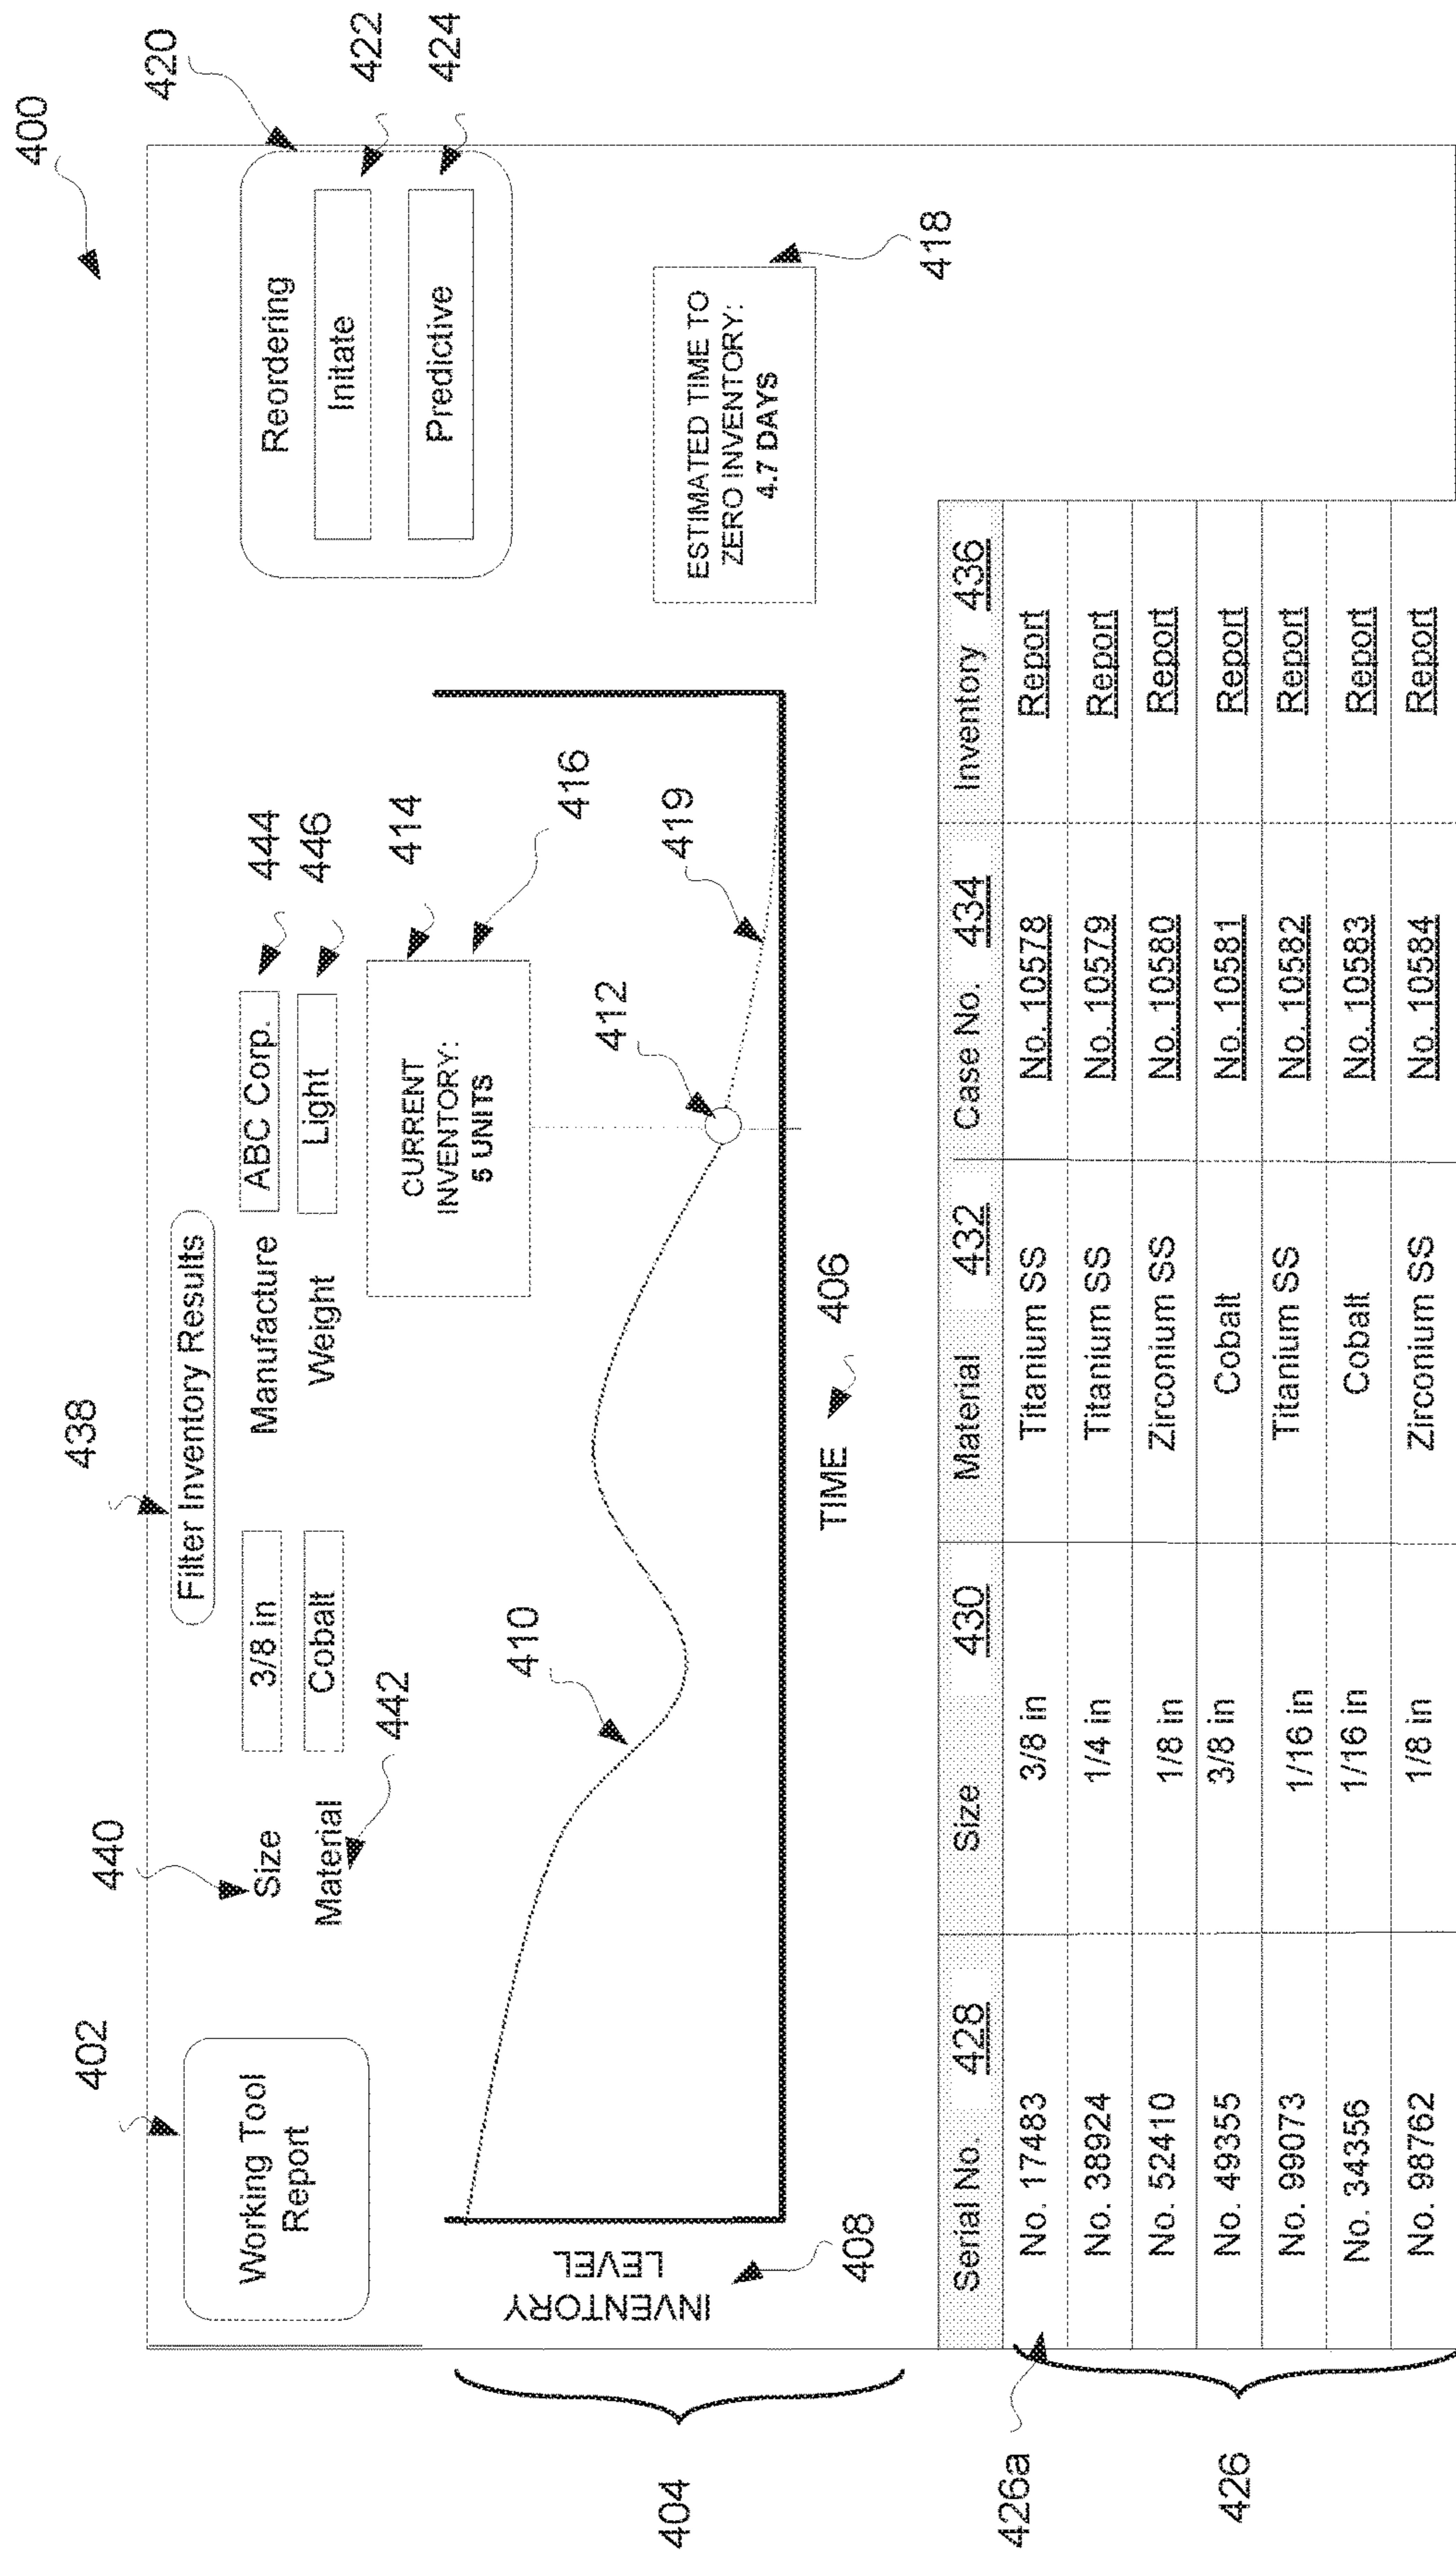 400
402
Working Tool
Report
438
Filter Inventory Results
440
Size
3/8 in
Manufacture
ABC Corp.
444
Material
442
Cobalt
Weight
Light
446
420
Reordering
Initate
422
Predictive
424
404
INVENTORY
LEVEL
408
410
CURRENT
INVENTORY:
5 UNITS
414
416
412
419
TIME
406
ESTIMATED TIME TO
ZERO INVENTORY:
4.7 DAYS
418
426a
426
Serial No. 428 Size 430 Material 432 Case No. 434 Inventory 436
No. 17483 3/8 in Titanium SS No. 10578 Report
No. 38924 1/4 in Titanium SS No. 10579 Report
No. 52410 1/8 in Zirconium SS No. 10580 Report
No. 49355 3/8 in Cobalt No. 10581 Report
No. 99073 1/16 in Titanium SS No. 10582 Report
No. 34356 1/16 in Cobalt No. 10583 Report
No. 98762 1/8 in Zirconium SS No. 10584 Report